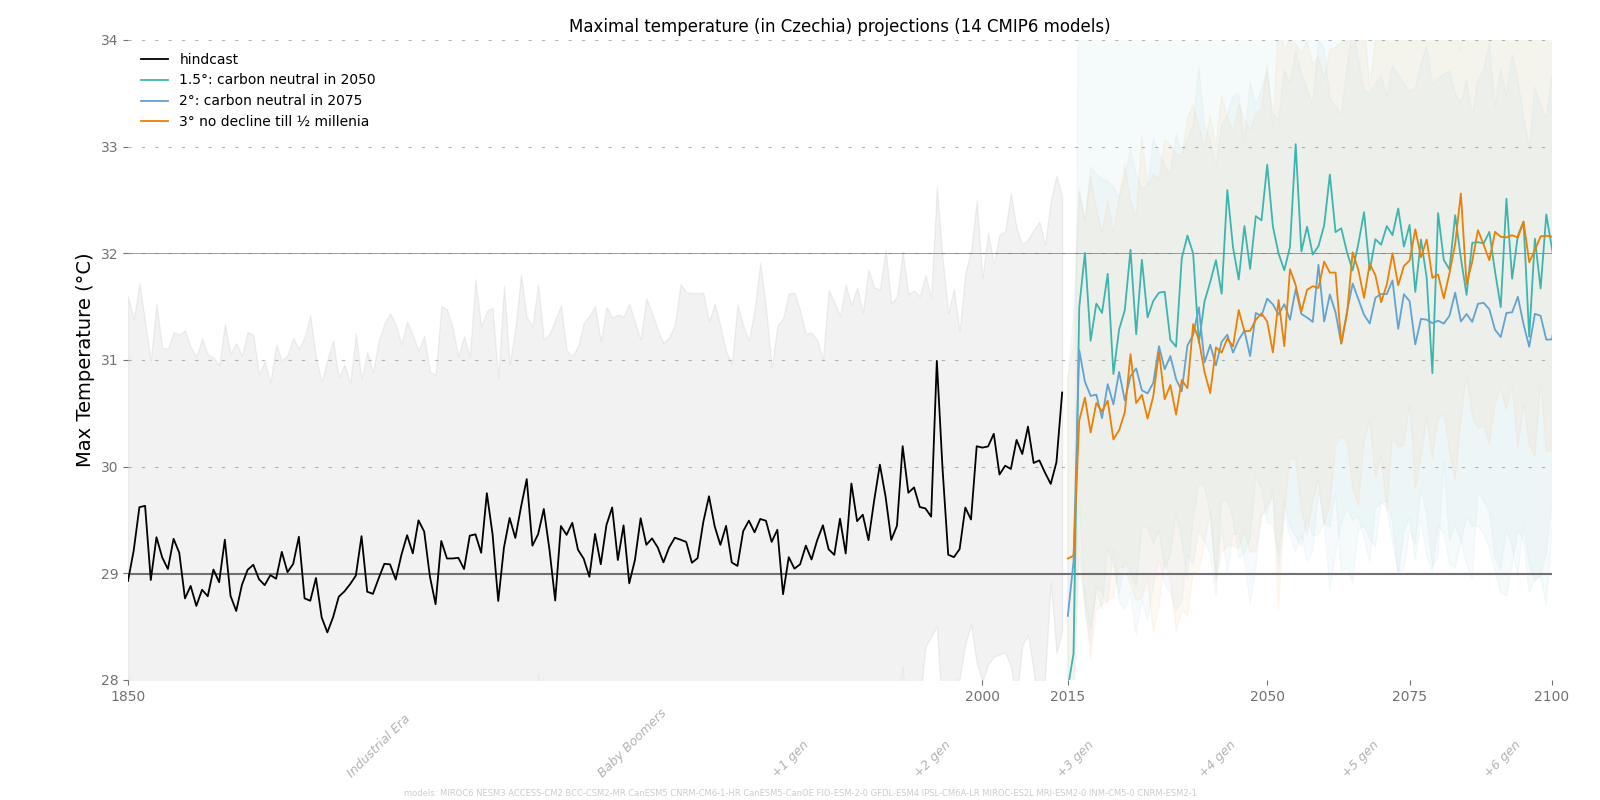 Maximal temperature (in Czechia) projections (14 CMIP6 models)
34
hindcast
1.5°: carbon neutral in 2050
2°: carbon neutral in 2075
3° no decline till ½ millenia
33
32
31
30
29
28
Max Temperature (°C)
1850
2000
2015
2050
2075
2100
Industrial Era
Baby Boomers
+1 gen
+2 gen
+3 gen
+4 gen
+5 gen
+6 gen
models: MIROC6 NESM3 ACCESS-CM2 BCC-CSM2-MR CanESM5 CNRM-CM6-1-HR CanESM5-CanOE FIO-ESM-2-0 GFDL-ESM4 IPSL-CM6A-LR MIROC-ES2L MRI-ESM2-0 INM-CM5-0 CNRM-ESM2-1